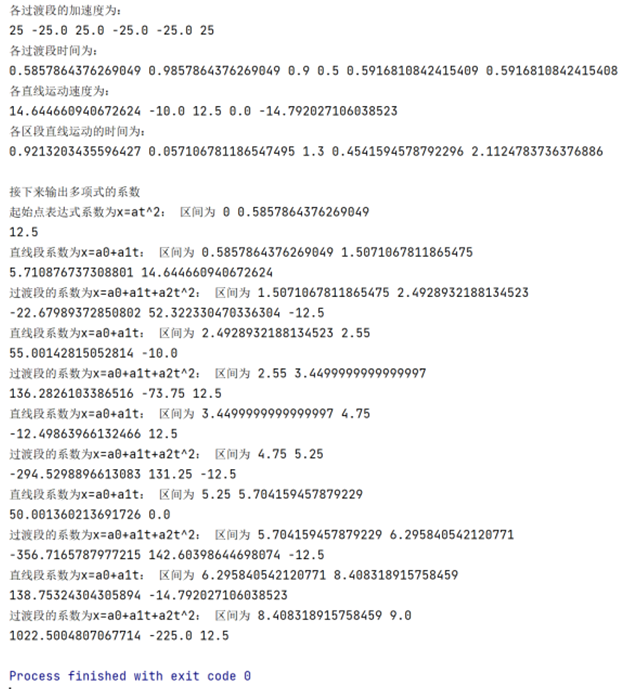 各过渡段的加速度为：
25 -25.0 25.0 -25.0 -25.0 25
各过渡段时间为：
0.5857864376269049 0.9857864376269049 0.9 0.5 0.5916810842415409 0.5916810842415408
各直线运动速度为：
14.644660940672624 -10.0 12.5 0.0 -14.792027106038523
各区段直线运动的时间为：
0.9213203435596427 0.057106781186547495 1.3 0.4541594578792296 2.1124783736376886
接下来输出多项式的系数
起始点表达式系数为x=at^2： 区间为 0 0.5857864376269049
12.5
直线段系数为x=a0+a1t： 区间为 0.5857864376269049 1.5071067811865475
5.710876737308801 14.644660940672624
过渡段的系数为x=a0+a1t+a2t^2： 区间为 1.5071067811865475 2.4928932188134523
-22.67989372850802 52.322330470336304 -12.5
直线段系数为x=a0+a1t： 区间为 2.4928932188134523 2.55
55.00142815052814 -10.0
过渡段的系数为x=a0+a1t+a2t^2： 区间为 2.55 3.4499999999999997
136.2826103386516 -73.75 12.5
直线段系数为x=a0+a1t： 区间为 3.4499999999999997 4.75
-12.49863966132466 12.5
过渡段的系数为x=a0+a1t+a2t^2： 区间为 4.75 5.25
-294.5298896613083 131.25 -12.5
直线段系数为x=a0+a1t： 区间为 5.25 5.704159457879229
50.001360213691726 0.0
过渡段的系数为x=a0+a1t+a2t^2： 区间为 5.704159457879229 6.295840542120771
-356.7165787977215 142.60398644698074 -12.5
直线段系数为x=a0+a1t： 区间为 6.295840542120771 8.408318915758459
138.75324304305894 -14.792027106038523
过渡段的系数为x=a0+a1t+a2t^2： 区间为 8.408318915758459 9.0
1022.5004807067714 -225.0 12.5
Process finished with exit code 0